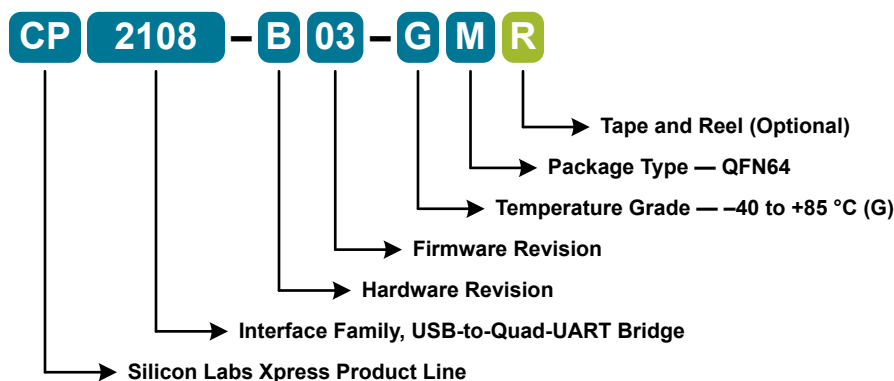 CP 2108 – B 03 – G M R
Tape and Reel (Optional)
Package Type — QFN64
Temperature Grade — –40 to +85 °C (G)
Firmware Revision
Hardware Revision
Interface Family, USB-to-Quad-UART Bridge
Silicon Labs Xpress Product Line